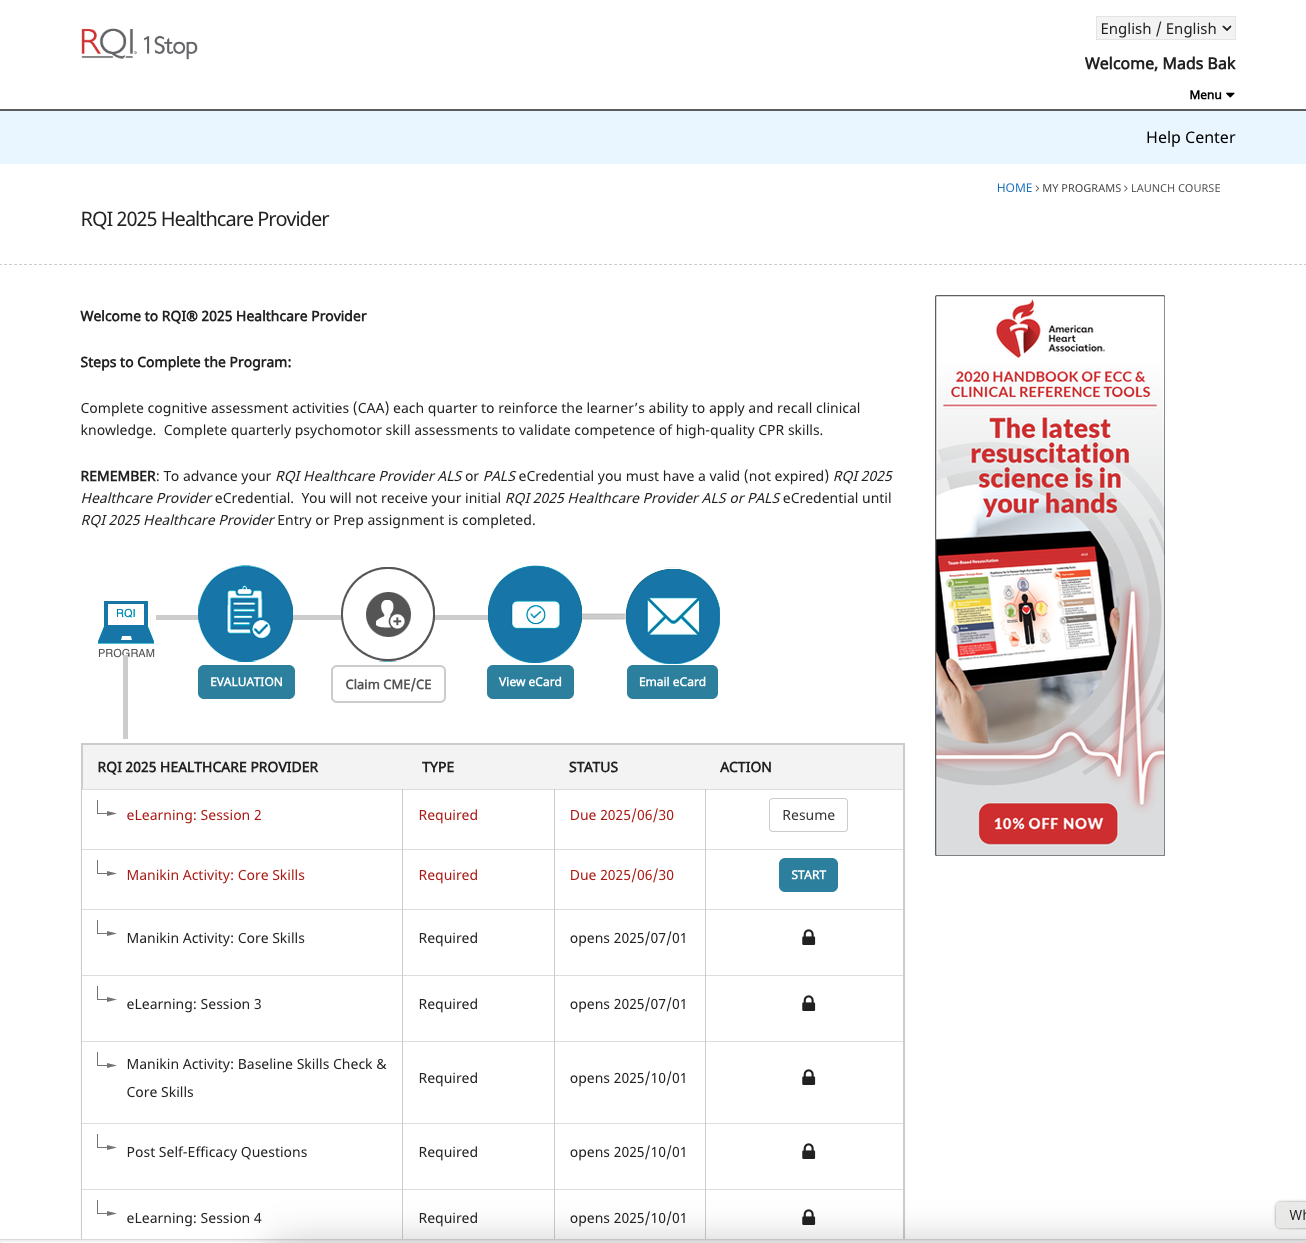 RQI 1Stop
English / English
Welcome, Mads Bak
Menu
Help Center
HOME › MY PROGRAMS › LAUNCH COURSE
RQI 2025 Healthcare Provider
Welcome to RQI® 2025 Healthcare Provider
Steps to Complete the Program:
Complete cognitive assessment activities (CAA) each quarter to reinforce the learner’s ability to apply and recall clinical
knowledge.  Complete quarterly psychomotor skill assessments to validate competence of high-quality CPR skills.
REMEMBER: To advance your RQI Healthcare Provider ALS or PALS eCredential you must have a valid (not expired) RQI 2025
Healthcare Provider eCredential.  You will not receive your initial RQI 2025 Healthcare Provider ALS or PALS eCredential until
RQI 2025 Healthcare Provider Entry or Prep assignment is completed.
RQI
PROGRAM
EVALUATION
Claim CME/CE
View eCard
Email eCard
RQI 2025 HEALTHCARE PROVIDER TYPE STATUS ACTION
eLearning: Session 2 Required Due 2025/06/30 Resume
Manikin Activity: Core Skills Required Due 2025/06/30 START
Manikin Activity: Core Skills Required opens 2025/07/01
eLearning: Session 3 Required opens 2025/07/01
Manikin Activity: Baseline Skills Check &
Core Skills Required opens 2025/10/01
Post Self-Efficacy Questions Required opens 2025/10/01
eLearning: Session 4 Required opens 2025/10/01
American
Heart
Association.
2020 HANDBOOK OF ECC &
CLINICAL REFERENCE TOOLS
The latest
resuscitation
science is in
your hands
Team-Based Resuscitation
10% OFF NOW